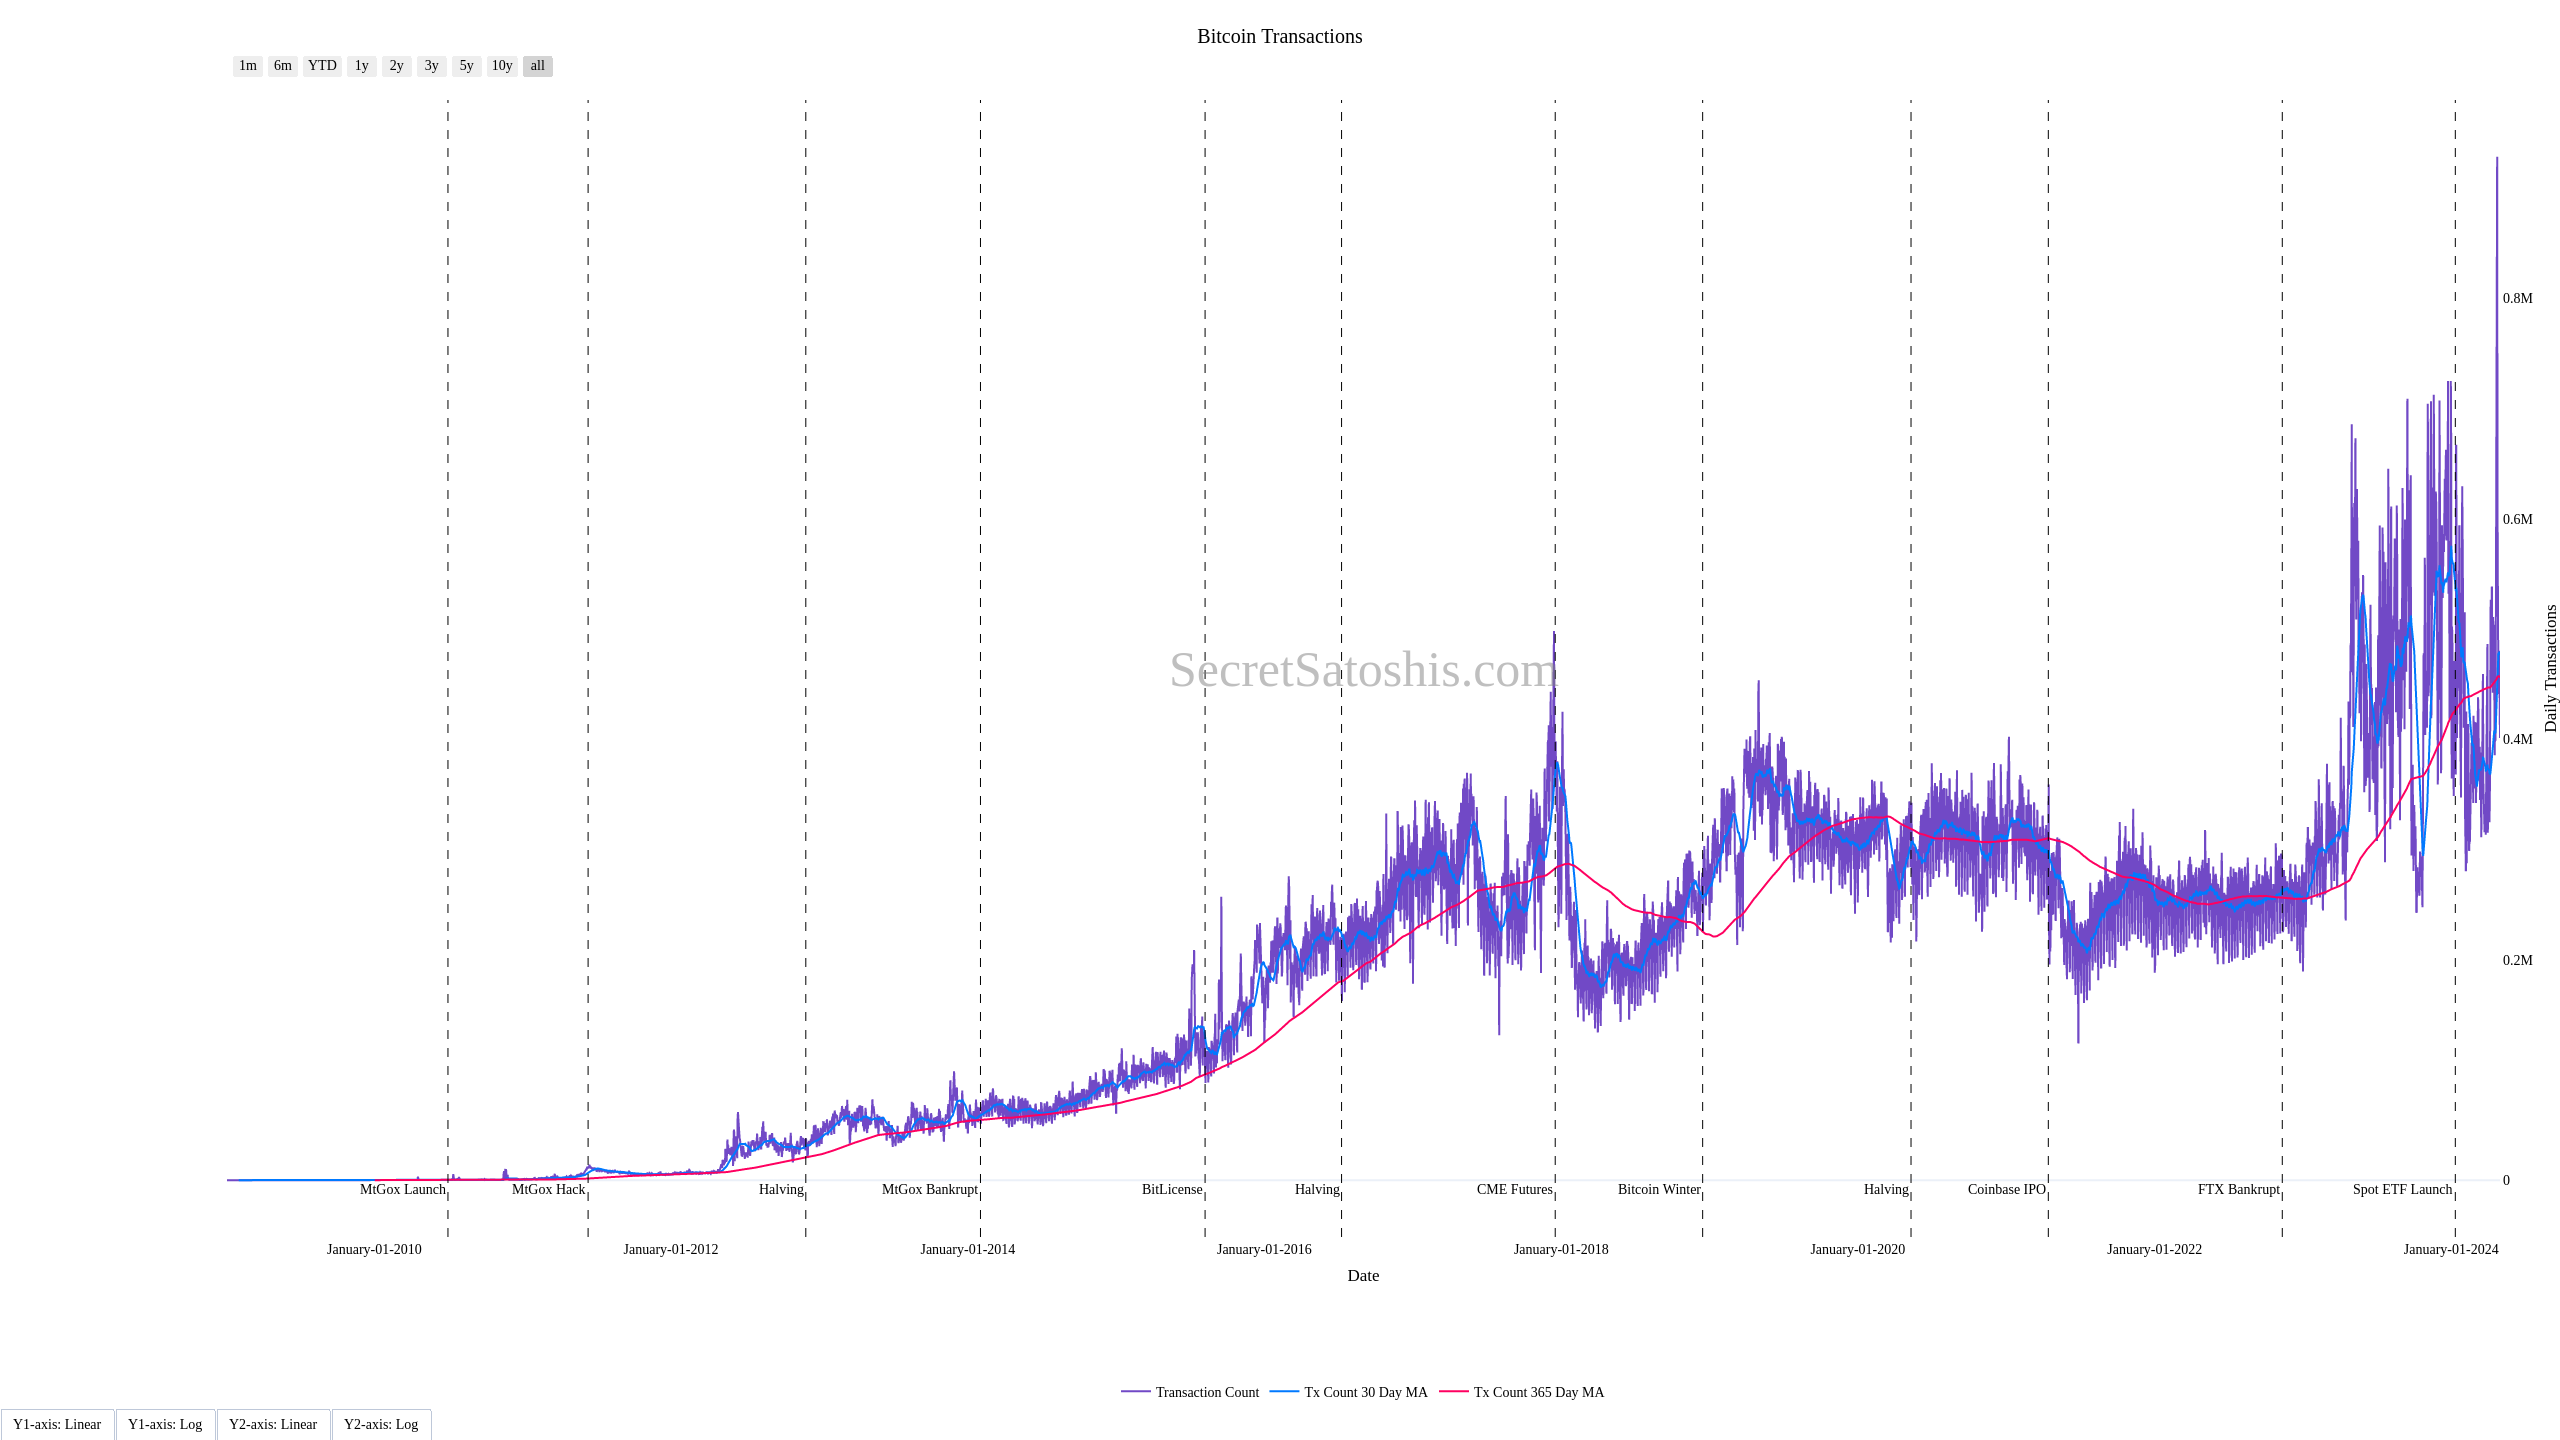 Bitcoin Transactions
1m 6m YTD 1y 2y 3y 5y 10y all
0.8M
0.6M
Daily Transactions
SecretSatoshis.com
0.4M
0.2M
0
MtGox Launch MtGox Hack Halving MtGox Bankrupt BitLicense Halving CME Futures Bitcoin Winter Halving Coinbase IPO FTX Bankrupt Spot ETF Launch
January-01-2010 January-01-2012 January-01-2014 January-01-2016 January-01-2018 January-01-2020 January-01-2022 January-01-2024
Date
Transaction Count Tx Count 30 Day MA Tx Count 365 Day MA
Y1-axis: Linear Y1-axis: Log Y2-axis: Linear Y2-axis: Log